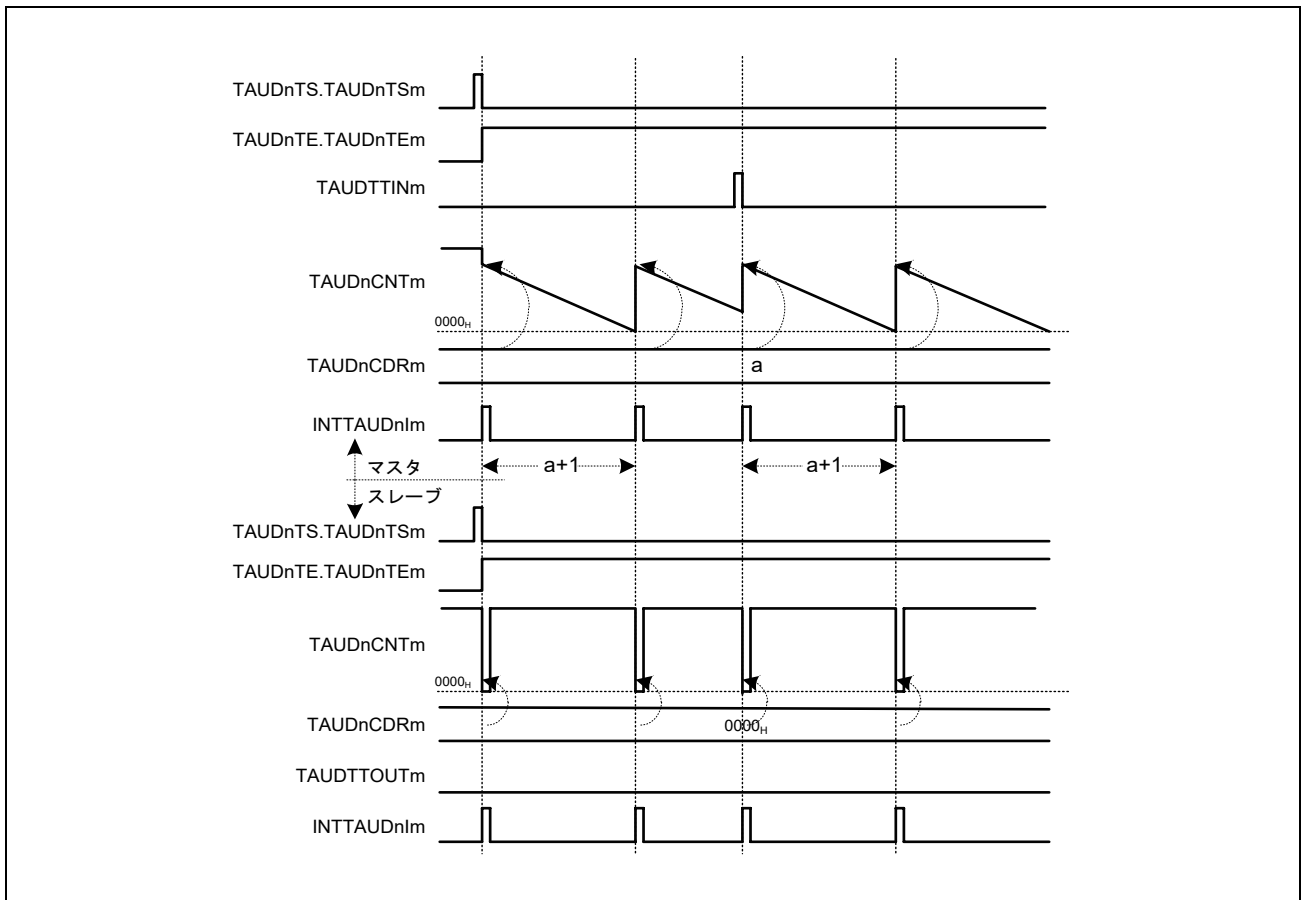 TAUDnTS.TAUDnTSm
TAUDnTE.TAUDnTEm
TAUDTTINm
TAUDnCNTm
0000H
TAUDnCDRm
a
INTTAUDnIm
マスタ
a+1
a+1
スレーブ
TAUDnTS.TAUDnTSm
TAUDnTE.TAUDnTEm
TAUDnCNTm
0000H
TAUDnCDRm
0000H
TAUDTTOUTm
INTTAUDnIm